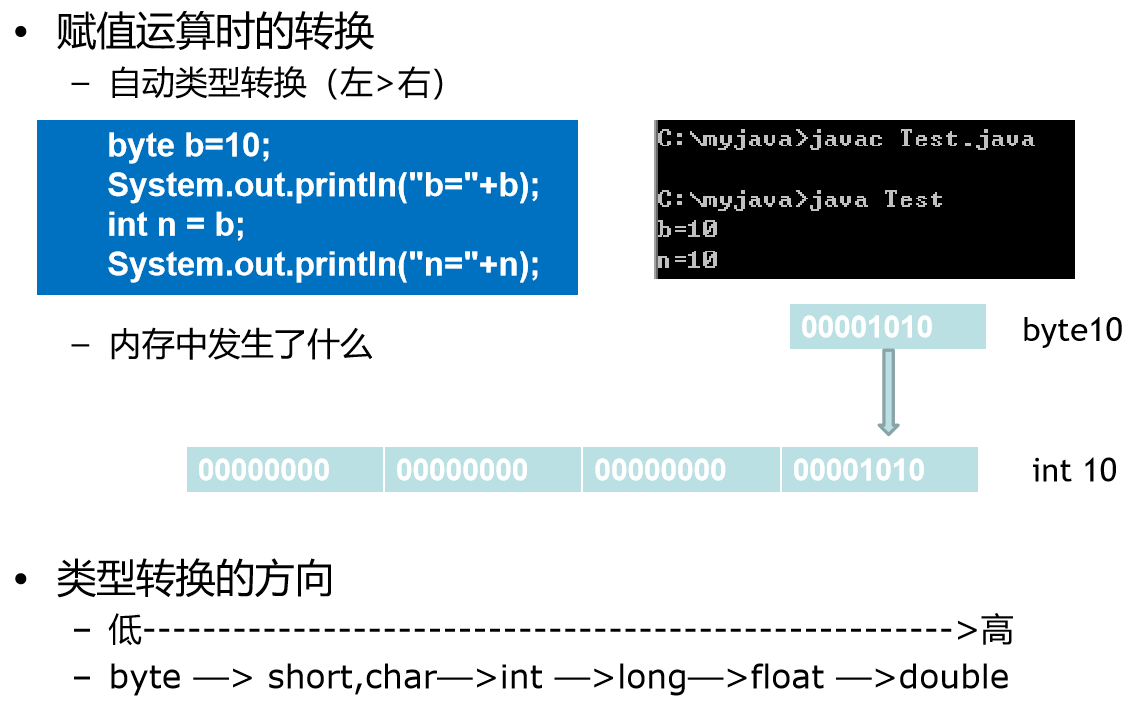 • 赋值运算时的转换
– 自动类型转换（左>右）
byte b=10;
System.out.println("b="+b);
int n = b;
System.out.println("n="+n);
C:\myjava>javac Test.java
C:\myjava>java Test
b=10
n=10
– 内存中发生了什么
00001010 byte10
00000000 00000000 00000000 00001010 int 10
• 类型转换的方向
– 低------------------------------------------------------>高
– byte —> short,char—>int —>long—>float —>double